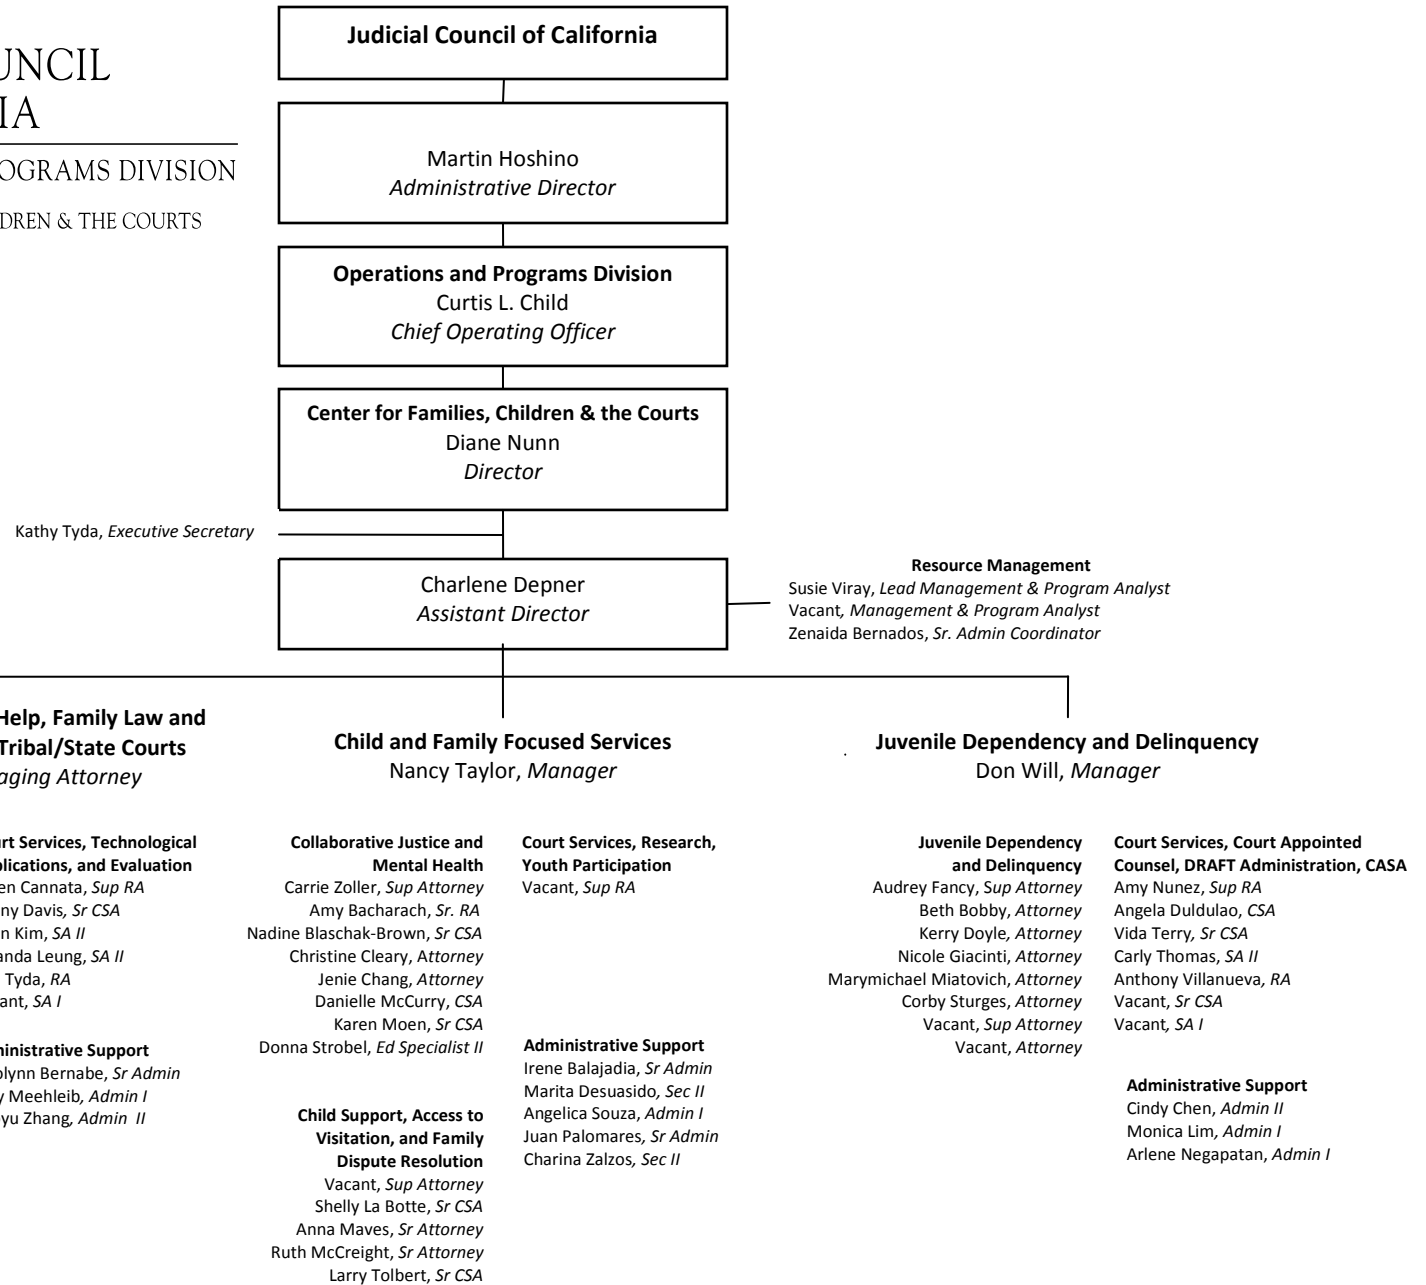 UNCIL
IA
OGRAMS DIVISION
DREN & THE COURTS
Judicial Council of California
Martin Hoshino
Administrative Director
Operations and Programs Division
Curtis L. Child
Chief Operating Officer
Center for Families, Children & the Courts
Diane Nunn
Director
Kathy Tyda, Executive Secretary
Charlene Depner
Assistant Director
Resource Management
Susie Viray, Lead Management & Program Analyst
Vacant, Management & Program Analyst
Zenaida Bernados, Sr. Admin Coordinator
Help, Family Law and
Tribal/State Courts
aging Attorney
rt Services, Technological
plications, and Evaluation
en Cannata, Sup RA
ny Davis, Sr CSA
n Kim, SA II
anda Leung, SA II
Tyda, RA
ant, SA I
ministrative Support
olynn Bernabe, Sr Admin
y Meehleib, Admin I
yu Zhang, Admin II
Child and Family Focused Services
Nancy Taylor, Manager
Collaborative Justice and
Mental Health
Carrie Zoller, Sup Attorney
Amy Bacharach, Sr. RA
Nadine Blaschak-Brown, Sr CSA
Christine Cleary, Attorney
Jenie Chang, Attorney
Danielle McCurry, CSA
Karen Moen, Sr CSA
Donna Strobel, Ed Specialist II
Child Support, Access to
Visitation, and Family
Dispute Resolution
Vacant, Sup Attorney
Shelly La Botte, Sr CSA
Anna Maves, Sr Attorney
Ruth McCreight, Sr Attorney
Larry Tolbert, Sr CSA
Court Services, Research,
Youth Participation
Vacant, Sup RA
Administrative Support
Irene Balajadia, Sr Admin
Marita Desuasido, Sec II
Angelica Souza, Admin I
Juan Palomares, Sr Admin
Charina Zalzos, Sec II
Juvenile Dependency and Delinquency
Don Will, Manager
Juvenile Dependency
and Delinquency
Audrey Fancy, Sup Attorney
Beth Bobby, Attorney
Kerry Doyle, Attorney
Nicole Giacinti, Attorney
Marymichael Miatovich, Attorney
Corby Sturges, Attorney
Vacant, Sup Attorney
Vacant, Attorney
Court Services, Court Appointed
Counsel, DRAFT Administration, CASA
Amy Nunez, Sup RA
Angela Duldulao, CSA
Vida Terry, Sr CSA
Carly Thomas, SA II
Anthony Villanueva, RA
Vacant, Sr CSA
Vacant, SA I
Administrative Support
Cindy Chen, Admin II
Monica Lim, Admin I
Arlene Negapatan, Admin I